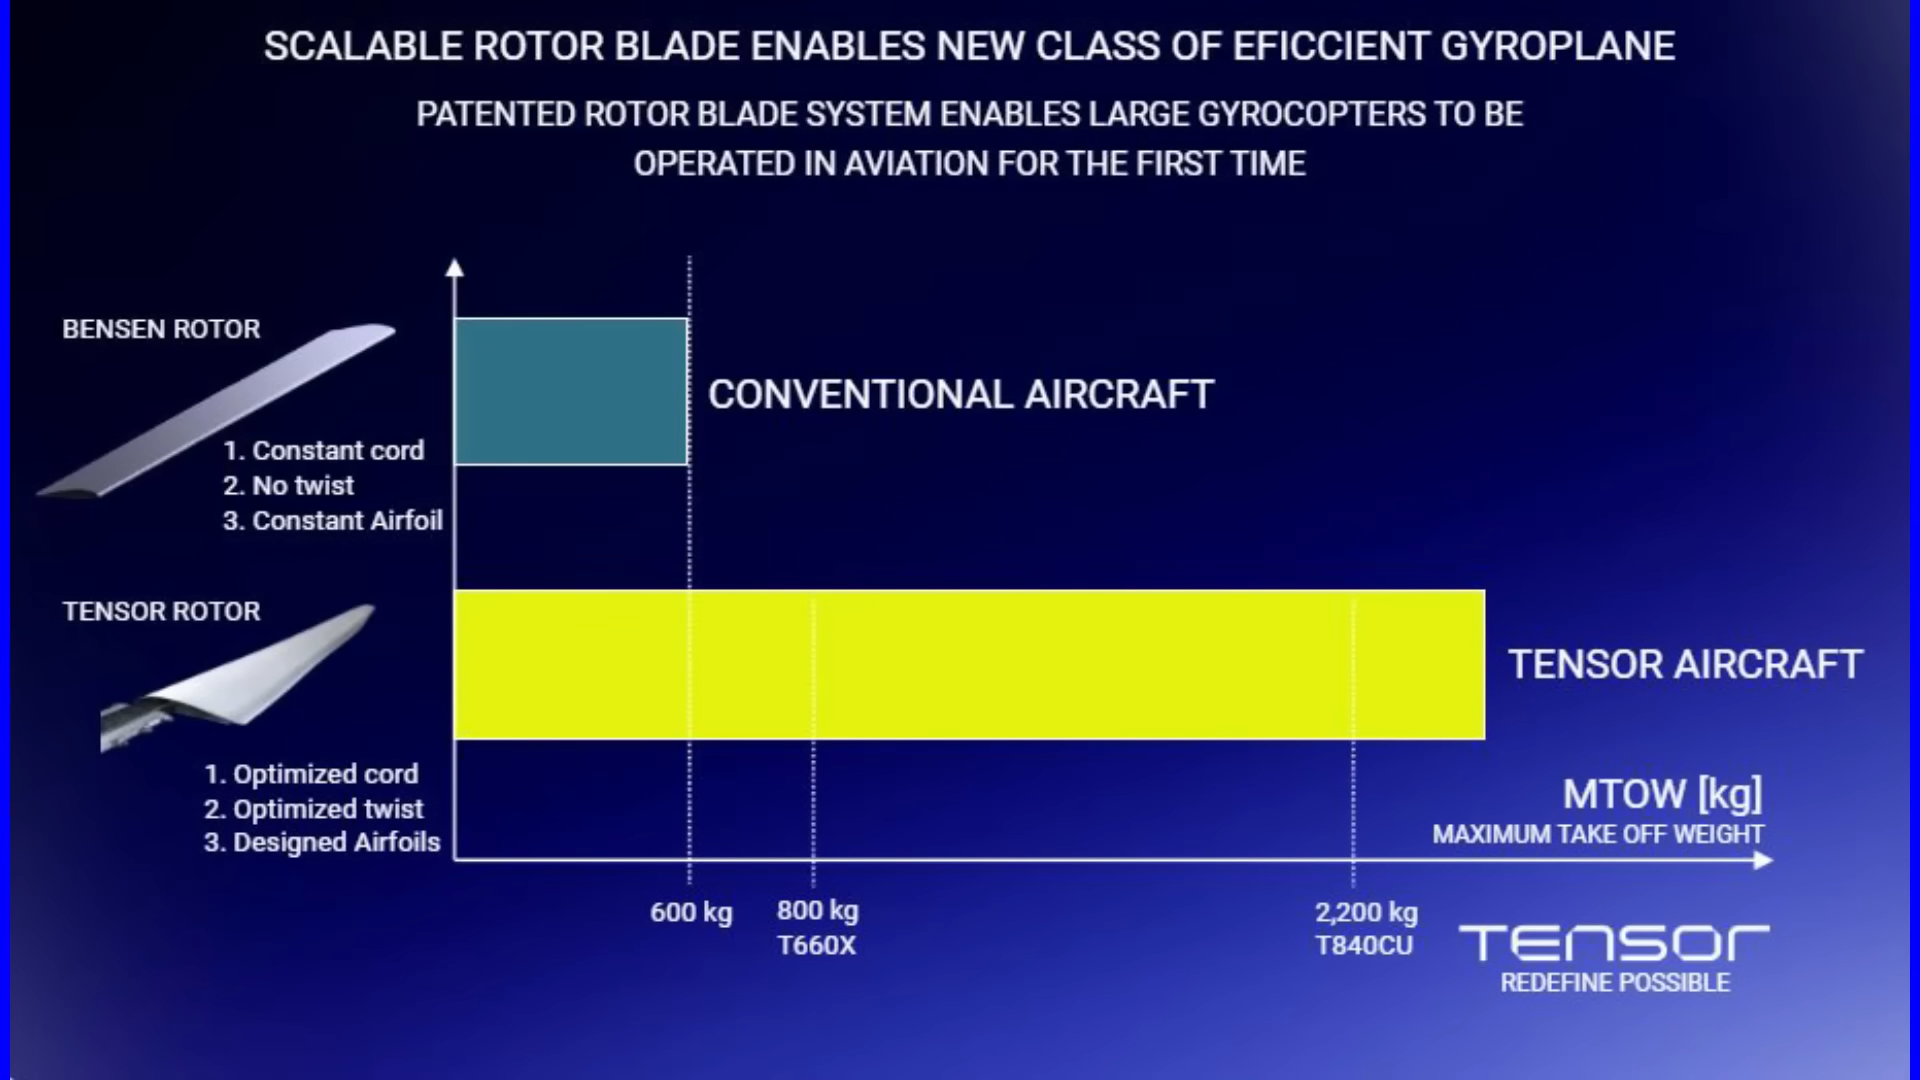 SCALABLE ROTOR BLADE ENABLES NEW CLASS OF EFICCIENT GYROPLANE
PATENTED ROTOR BLADE SYSTEM ENABLES LARGE GYROCOPTERS TO BE
OPERATED IN AVIATION FOR THE FIRST TIME
BENSEN ROTOR
1. Constant cord
2. No twist
3. Constant Airfoil
CONVENTIONAL AIRCRAFT
TENSOR ROTOR
1. Optimized cord
2. Optimized twist
3. Designed Airfoils
TENSOR AIRCRAFT
MTOW [kg]
MAXIMUM TAKE OFF WEIGHT
600 kg
800 kg
T660X
2,200 kg
T840CU
TENSOR
REDEFINE POSSIBLE